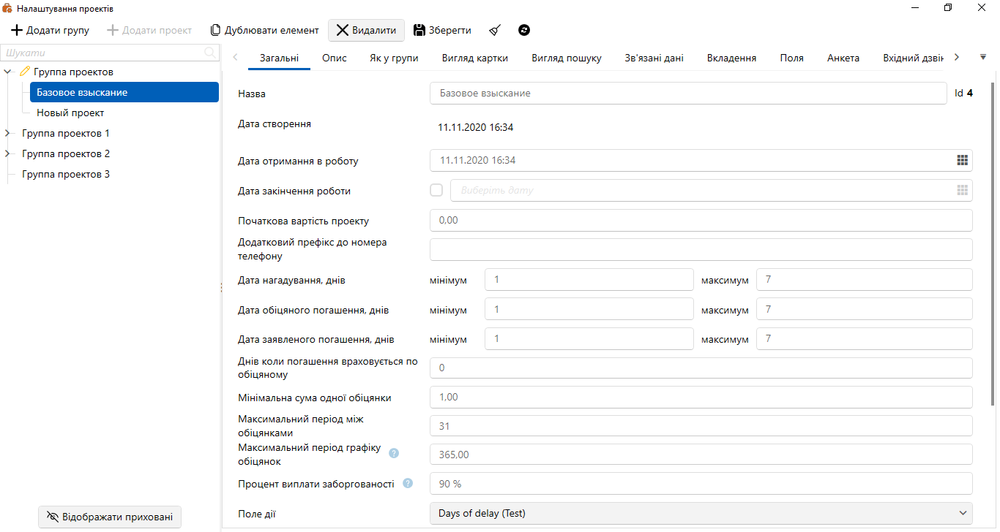 Налаштування проектів
Додати групу Додати проект Дублювати елемент Видалити Зберегти
Шукати
Группа проектов
Базовое взыскание
Новый проект
Группа проектов 1
Группа проектов 2
Группа проектов 3
Відображати приховані
Загальні Опис Як у групи Вигляд картки Вигляд пошуку Зв'язані дані Вкладення Поля Анкета Вхідний дзвін
Назва Базовое взыскание Id 4
Дата створення 11.11.2020 16:34
Дата отримання в роботу 11.11.2020 16:34
Дата закінчення роботи Виберіть дату
Початкова вартість проекту 0,00
Додатковий префікс до номера
телефону
Дата нагадування, днів мінімум 1 максимум 7
Дата обіцяного погашення, днів мінімум 1 максимум 7
Дата заявленого погашення, днів мінімум 1 максимум 7
Днів коли погашення враховується по
обіцяному 0
Мінімальна сума одної обіцянки 1,00
Максимальний період між
обіцянками 31
Максимальний період графіку
обіцянок ? 365,00
Процент виплати заборгованості ? 90 %
Поле дії Days of delay (Test)